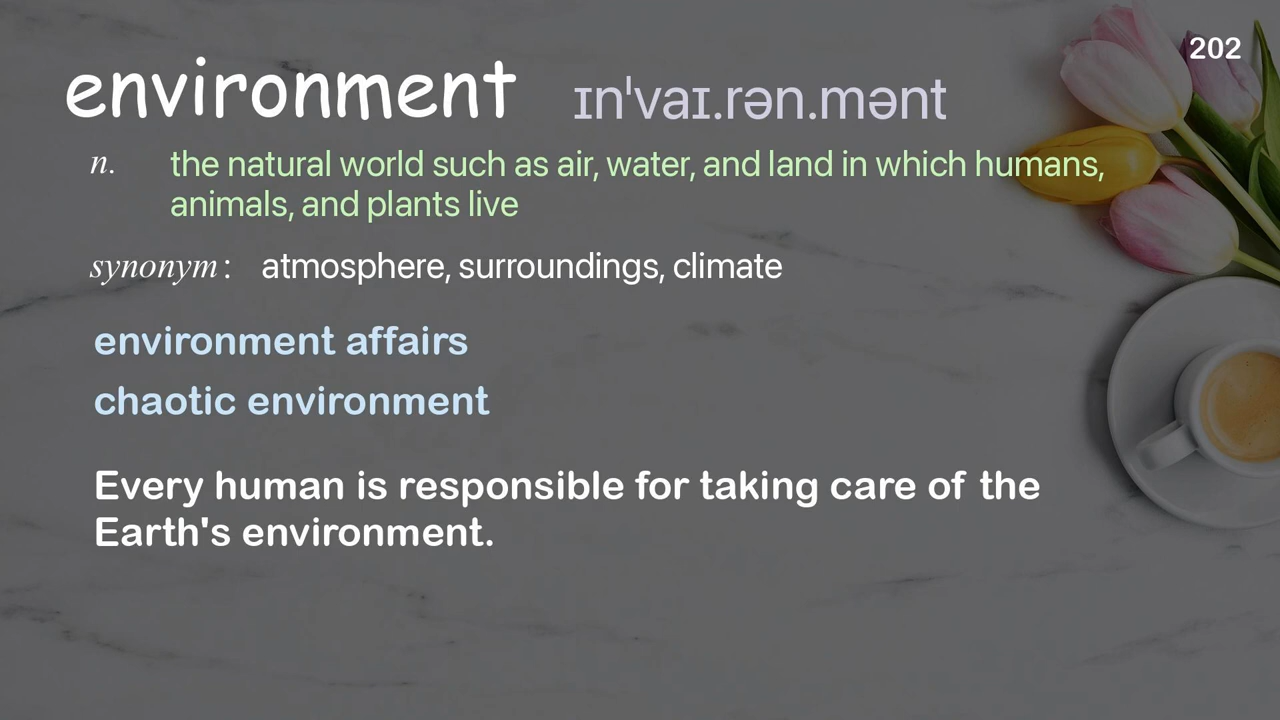 202
environment ɪnˈvaɪ.rən.mənt
n. the natural world such as air, water, and land in which humans,
animals, and plants live
synonym: atmosphere, surroundings, climate
environment affairs
chaotic environment
Every human is responsible for taking care of the
Earth's environment.